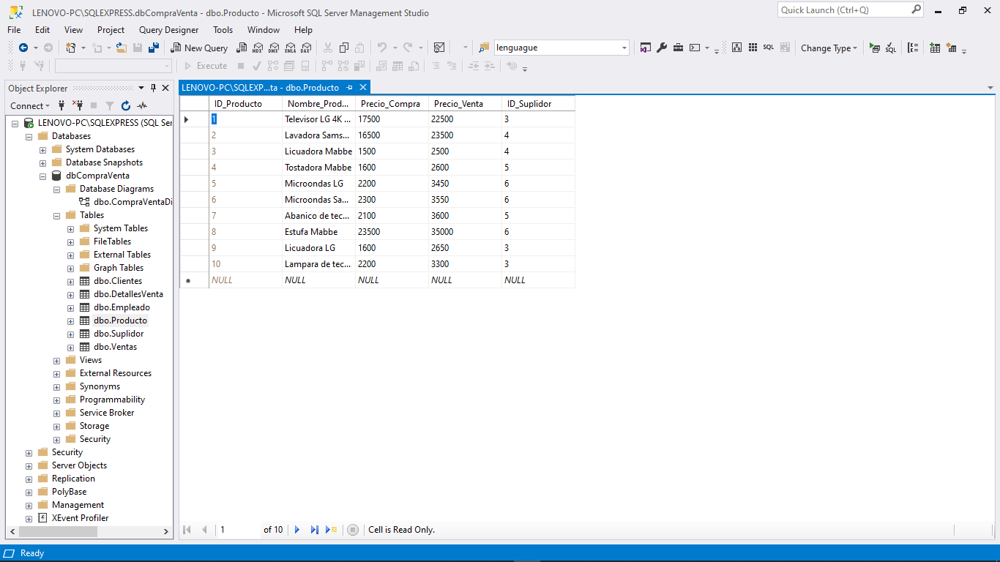 LENOVO-PC\SQLEXPRESS.dbCompraVenta - dbo.Producto - Microsoft SQL Server Management Studio
Quick Launch (Ctrl+Q)
File Edit View Project Query Designer Tools Window Help
New Query MDX DMX XMLA DAX lenguague SQL Change Type SQL
Execute
Object Explorer
Connect
LENOVO-PC\SQLEXPRESS (SQL Ser
Databases
System Databases
Database Snapshots
dbCompraVenta
Database Diagrams
dbo.CompraVentaDi
Tables
System Tables
FileTables
External Tables
Graph Tables
dbo.Clientes
dbo.DetallesVenta
dbo.Empleado
dbo.Producto
dbo.Suplidor
dbo.Ventas
Views
External Resources
Synonyms
Programmability
Service Broker
Storage
Security
Security
Server Objects
Replication
PolyBase
Management
XEvent Profiler
LENOVO-PC\SQLEXP...ta - dbo.Producto
ID_Producto Nombre_Prod... Precio_Compra Precio_Venta ID_Suplidor
1 Televisor LG 4K ... 17500 22500 3
2 Lavadora Sams... 16500 23500 4
3 Licuadora Mabbe 1500 2500 4
4 Tostadora Mabbe 1600 2600 5
5 Microondas LG 2200 3450 6
6 Microondas Sa... 2300 3550 6
7 Abanico de tec... 2100 3600 5
8 Estufa Mabbe 23500 35000 6
9 Licuadora LG 1600 2650 3
10 Lampara de tec... 2200 3300 3
NULL NULL NULL NULL NULL
1 of 10 Cell is Read Only.
Ready